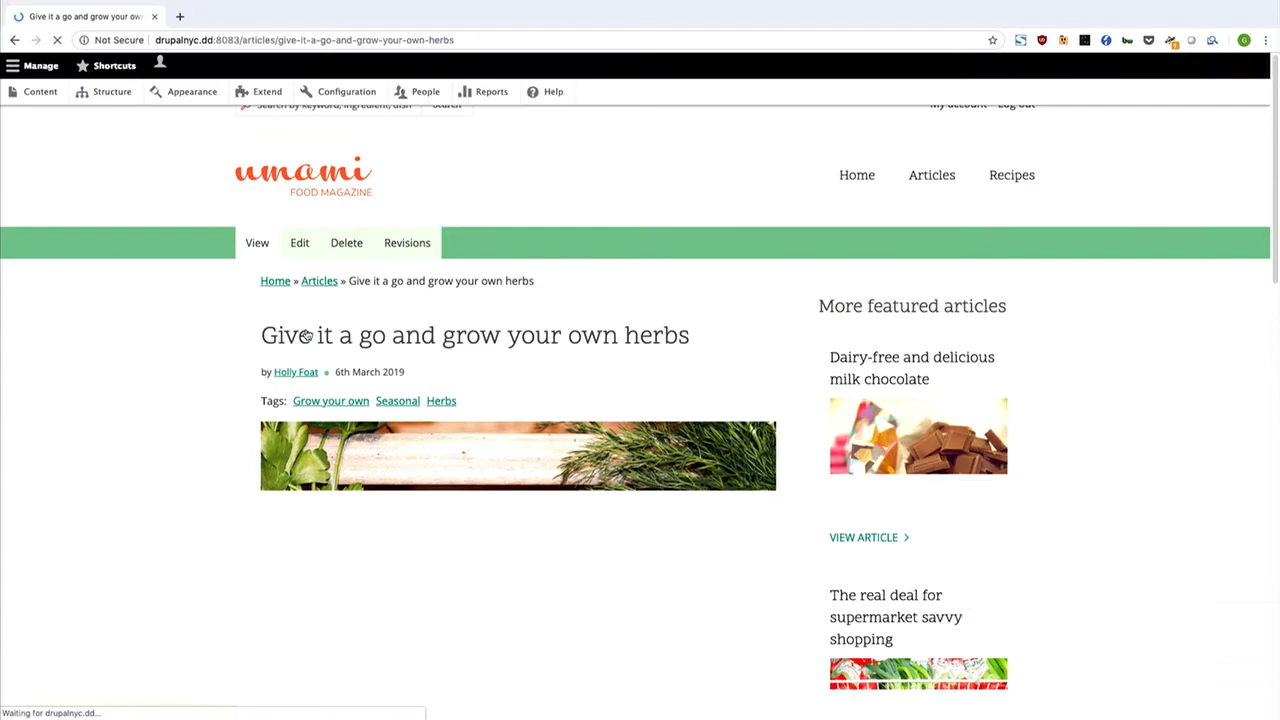 Give it a go and grow your own
Not Secure drupalnyc.dd:8083/articles/give-it-a-go-and-grow-your-own-herbs
Manage Shortcuts
Content Structure Appearance Extend Configuration People Reports Help
Search by keyword, ingredient, dish Search My account Log out
umami
FOOD MAGAZINE
Home Articles Recipes
View Edit Delete Revisions
Home » Articles » Give it a go and grow your own herbs
More featured articles
Give it a go and grow your own herbs
Dairy-free and delicious
milk chocolate
by Holly Foat 6th March 2019
Tags: Grow your own Seasonal Herbs
VIEW ARTICLE
The real deal for
supermarket savvy
shopping
Waiting for drupalnyc.dd...